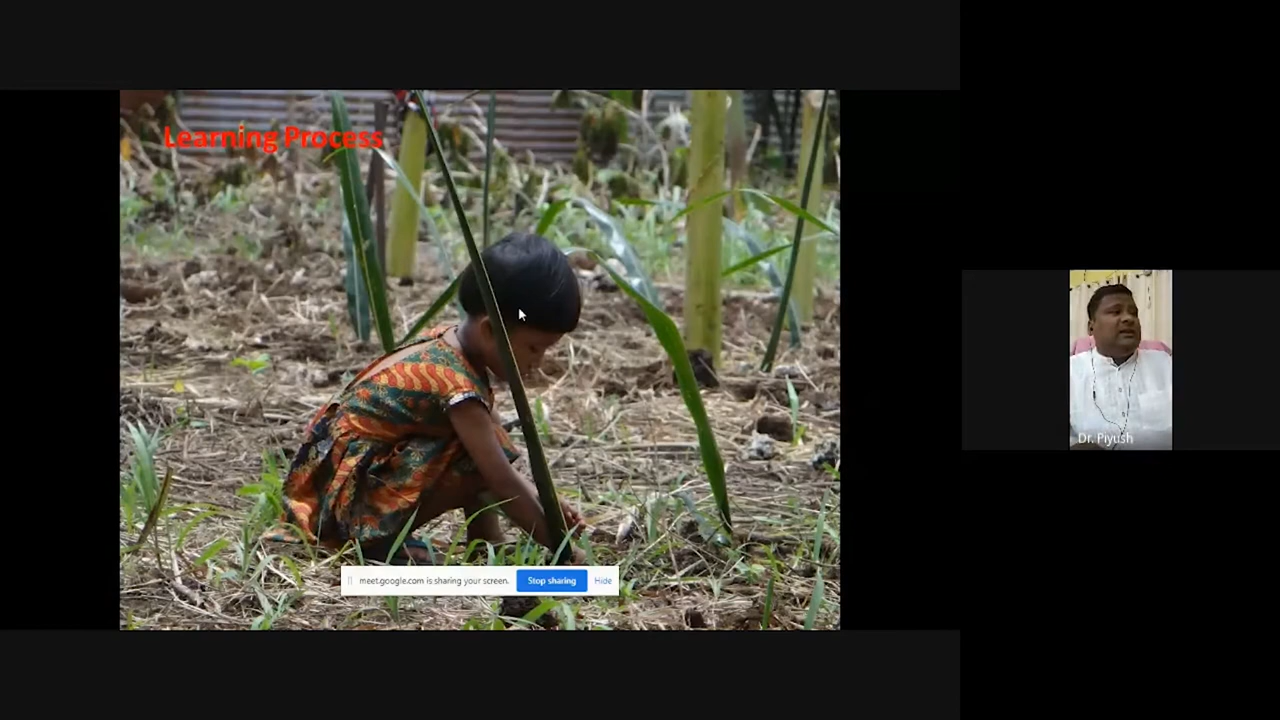 Learning Process
meet.google.com is sharing your screen.
Stop sharing
Hide
Dr. Piyush